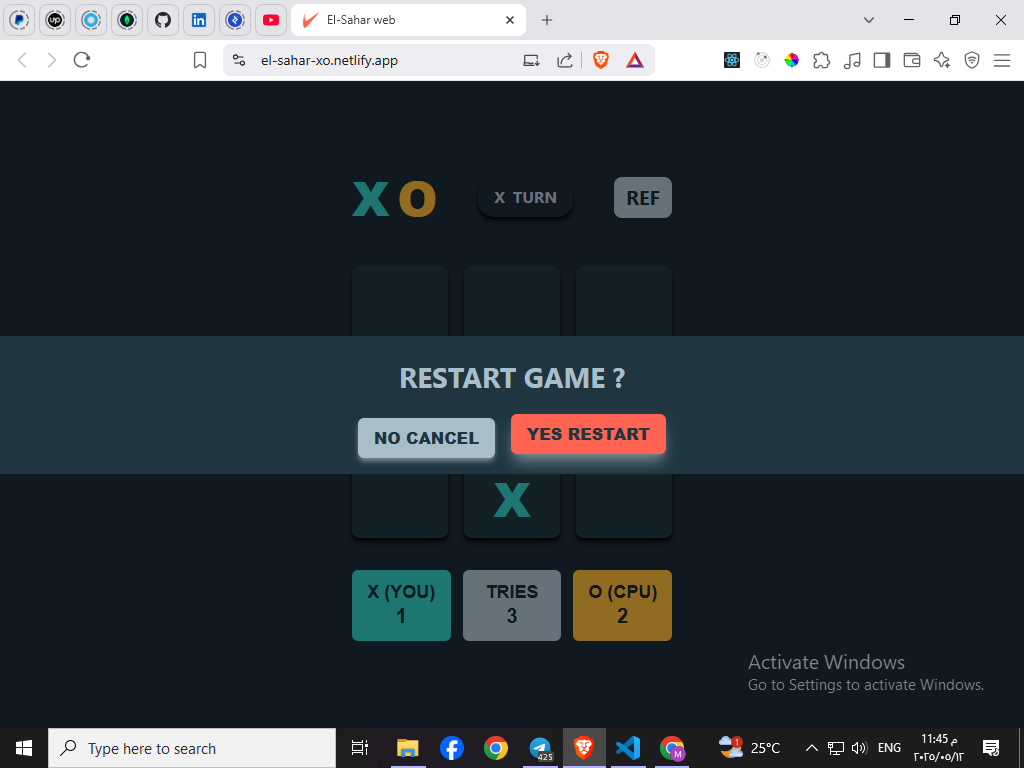 El-Sahar web
el-sahar-xo.netlify.app
X O
X TURN
REF
RESTART GAME ?
NO CANCEL
YES RESTART
X
X (YOU)
1
TRIES
3
O (CPU)
2
Activate Windows
Go to Settings to activate Windows.
Type here to search
425
M
1
25°C
ENG
11:45 م
٢٠٢٥/٠٥/١٢